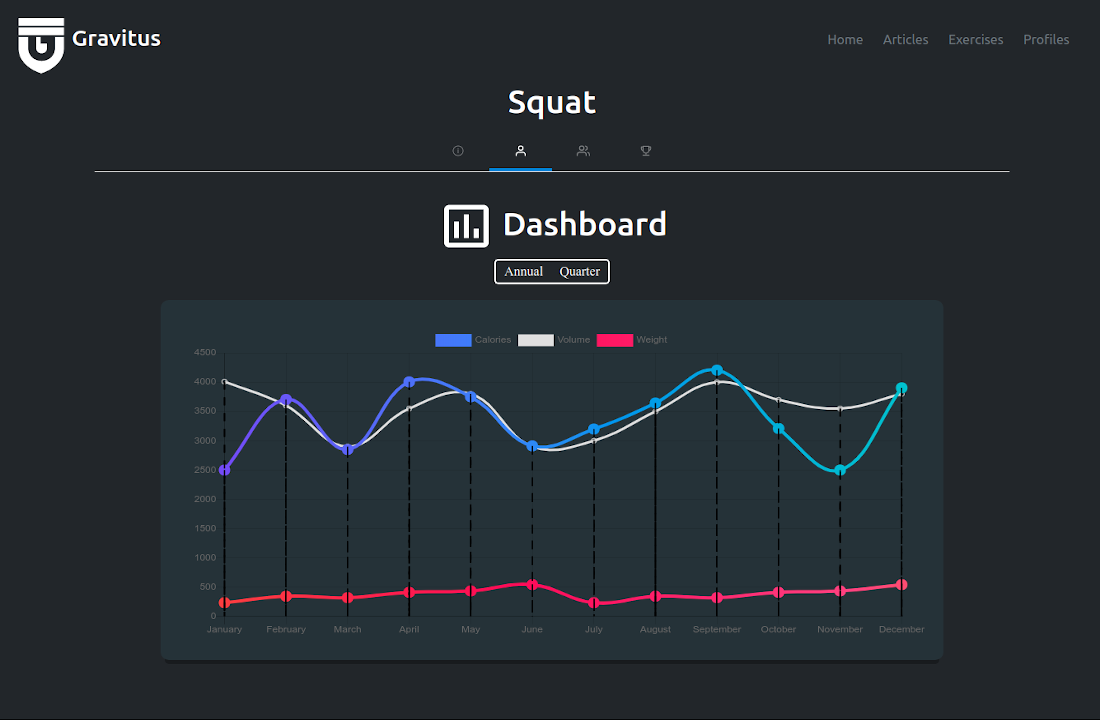 Gravitus
Home Articles Exercises Profiles
Squat
Dashboard
Annual Quarter
Calories Volume Weight
4500
4000
3500
3000
2500
2000
1500
1000
500
0
January February March April May June July August September October November December